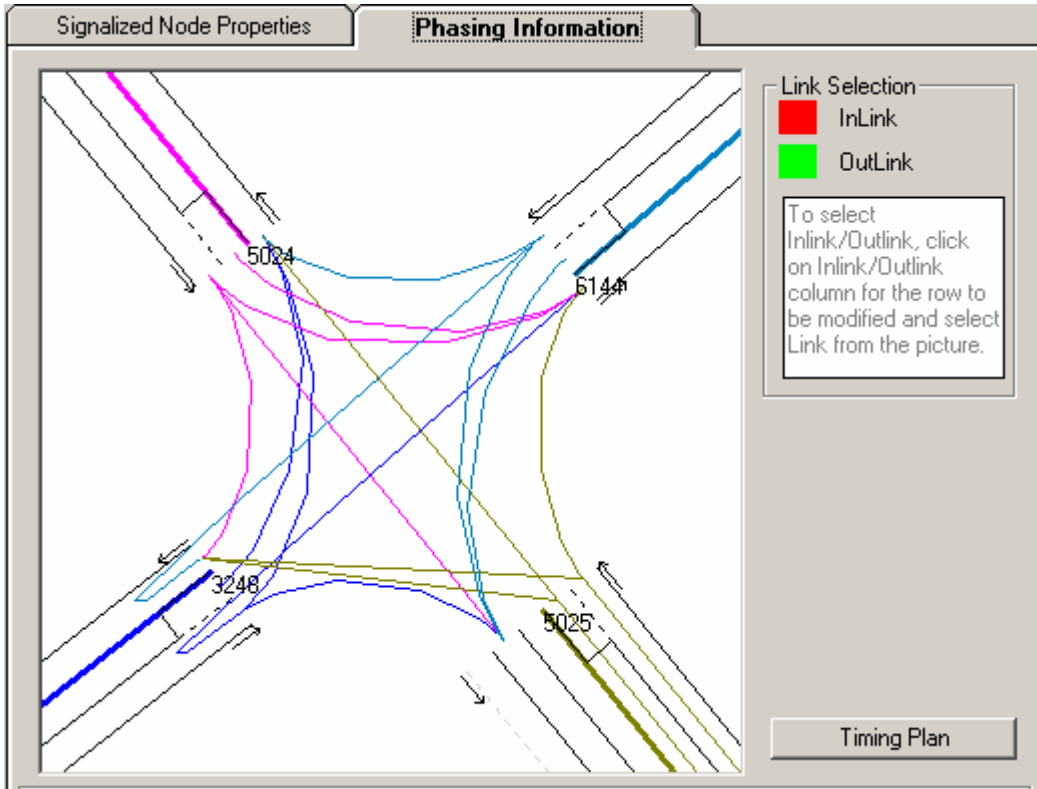 Signalized Node Properties
Phasing Information
Link Selection
InLink
OutLink
To select
Inlink/Outlink, click
on Inlink/Outlink
column for the row to
be modified and select
Link from the picture.
5024
6144
3248
5025
Timing Plan